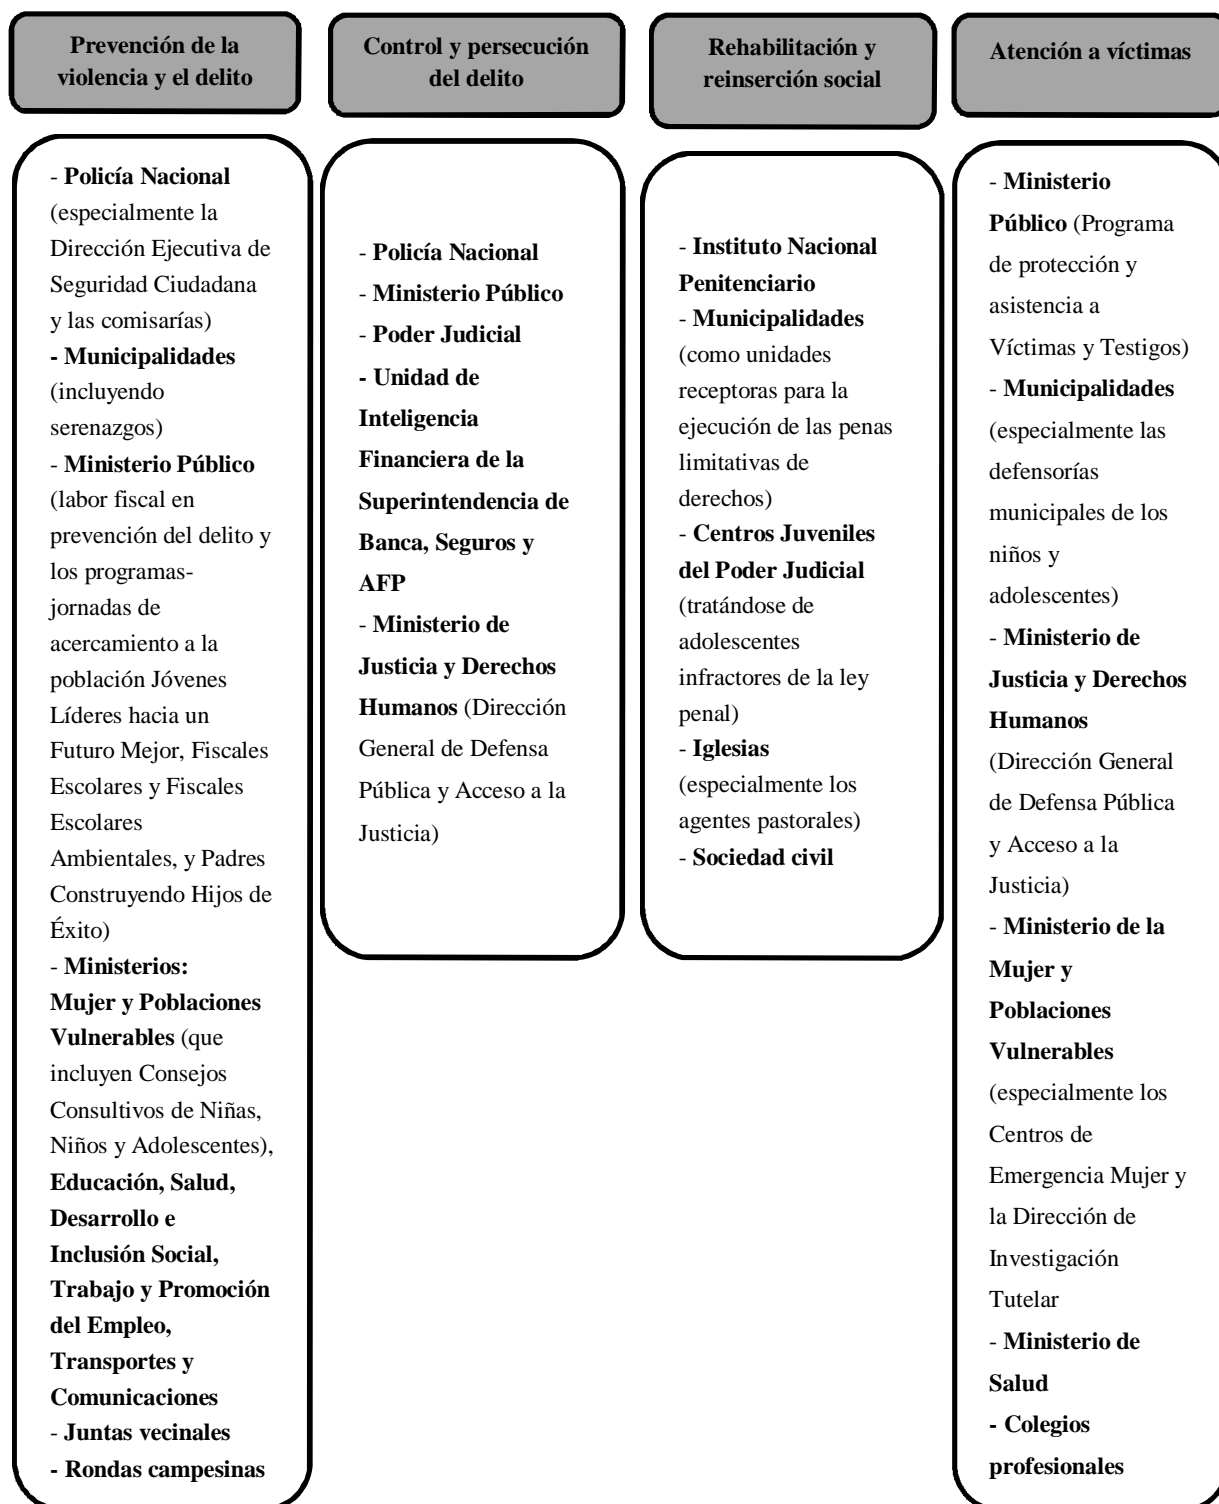 Prevención de la
violencia y el delito
- Policía Nacional
(especialmente la
Dirección Ejecutiva de
Seguridad Ciudadana
y las comisarías)
- Municipalidades
(incluyendo
serenazgos)
- Ministerio Público
(labor fiscal en
prevención del delito y
los programas-
jornadas de
acercamiento a la
población Jóvenes
Líderes hacia un
Futuro Mejor, Fiscales
Escolares y Fiscales
Escolares
Ambientales, y Padres
Construyendo Hijos de
Éxito)
- Ministerios:
Mujer y Poblaciones
Vulnerables (que
incluyen Consejos
Consultivos de Niñas,
Niños y Adolescentes),
Educación, Salud,
Desarrollo e
Inclusión Social,
Trabajo y Promoción
del Empleo,
Transportes y
Comunicaciones
- Juntas vecinales
- Rondas campesinas
Control y persecución
del delito
- Policía Nacional
- Ministerio Público
- Poder Judicial
- Unidad de
Inteligencia
Financiera de la
Superintendencia de
Banca, Seguros y
AFP
- Ministerio de
Justicia y Derechos
Humanos (Dirección
General de Defensa
Pública y Acceso a la
Justicia)
Rehabilitación y
reinserción social
- Instituto Nacional
Penitenciario
- Municipalidades
(como unidades
receptoras para la
ejecución de las penas
limitativas de
derechos)
- Centros Juveniles
del Poder Judicial
(tratándose de
adolescentes
infractores de la ley
penal)
- Iglesias
(especialmente los
agentes pastorales)
- Sociedad civil
Atención a víctimas
- Ministerio
Público (Programa
de protección y
asistencia a
Víctimas y Testigos)
- Municipalidades
(especialmente las
defensorías
municipales de los
niños y
adolescentes)
- Ministerio de
Justicia y Derechos
Humanos
(Dirección General
de Defensa Pública
y Acceso a la
Justicia)
- Ministerio de la
Mujer y
Poblaciones
Vulnerables
(especialmente los
Centros de
Emergencia Mujer y
la Dirección de
Investigación
Tutelar
- Ministerio de
Salud
- Colegios
profesionales